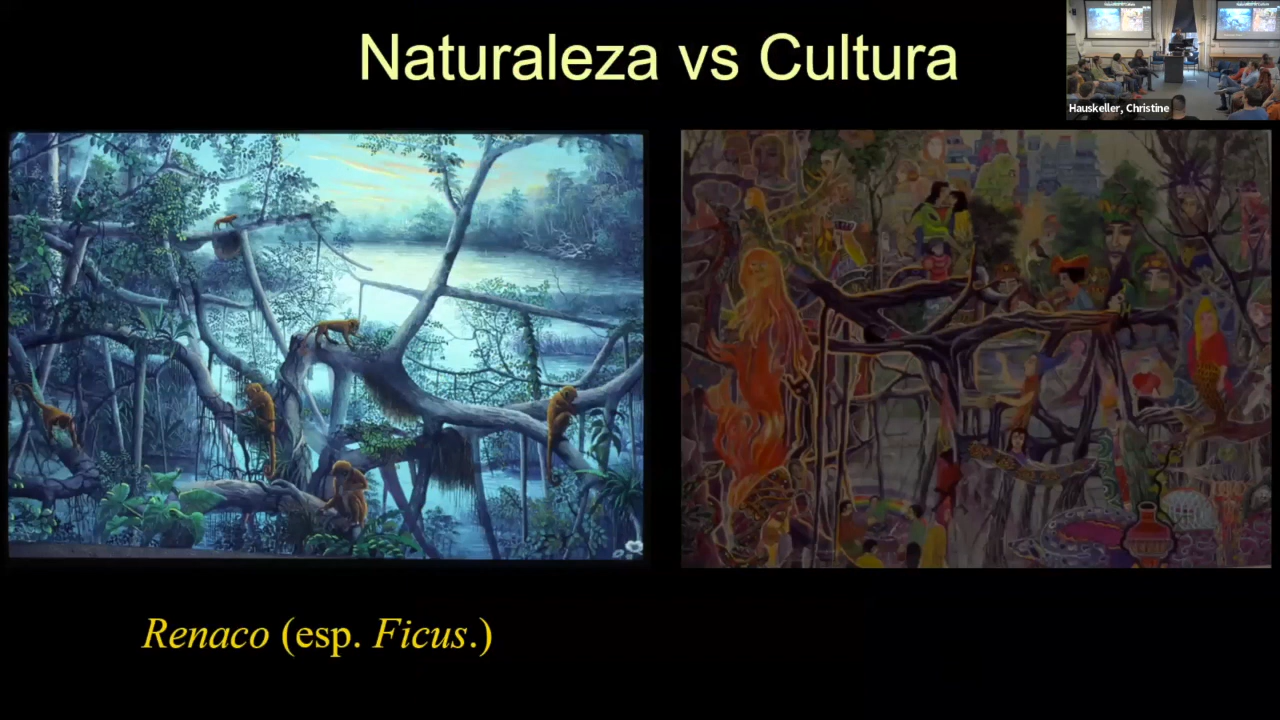 Naturaleza vs Cultura
Hauskeller, Christine
Renaco (esp. Ficus.)